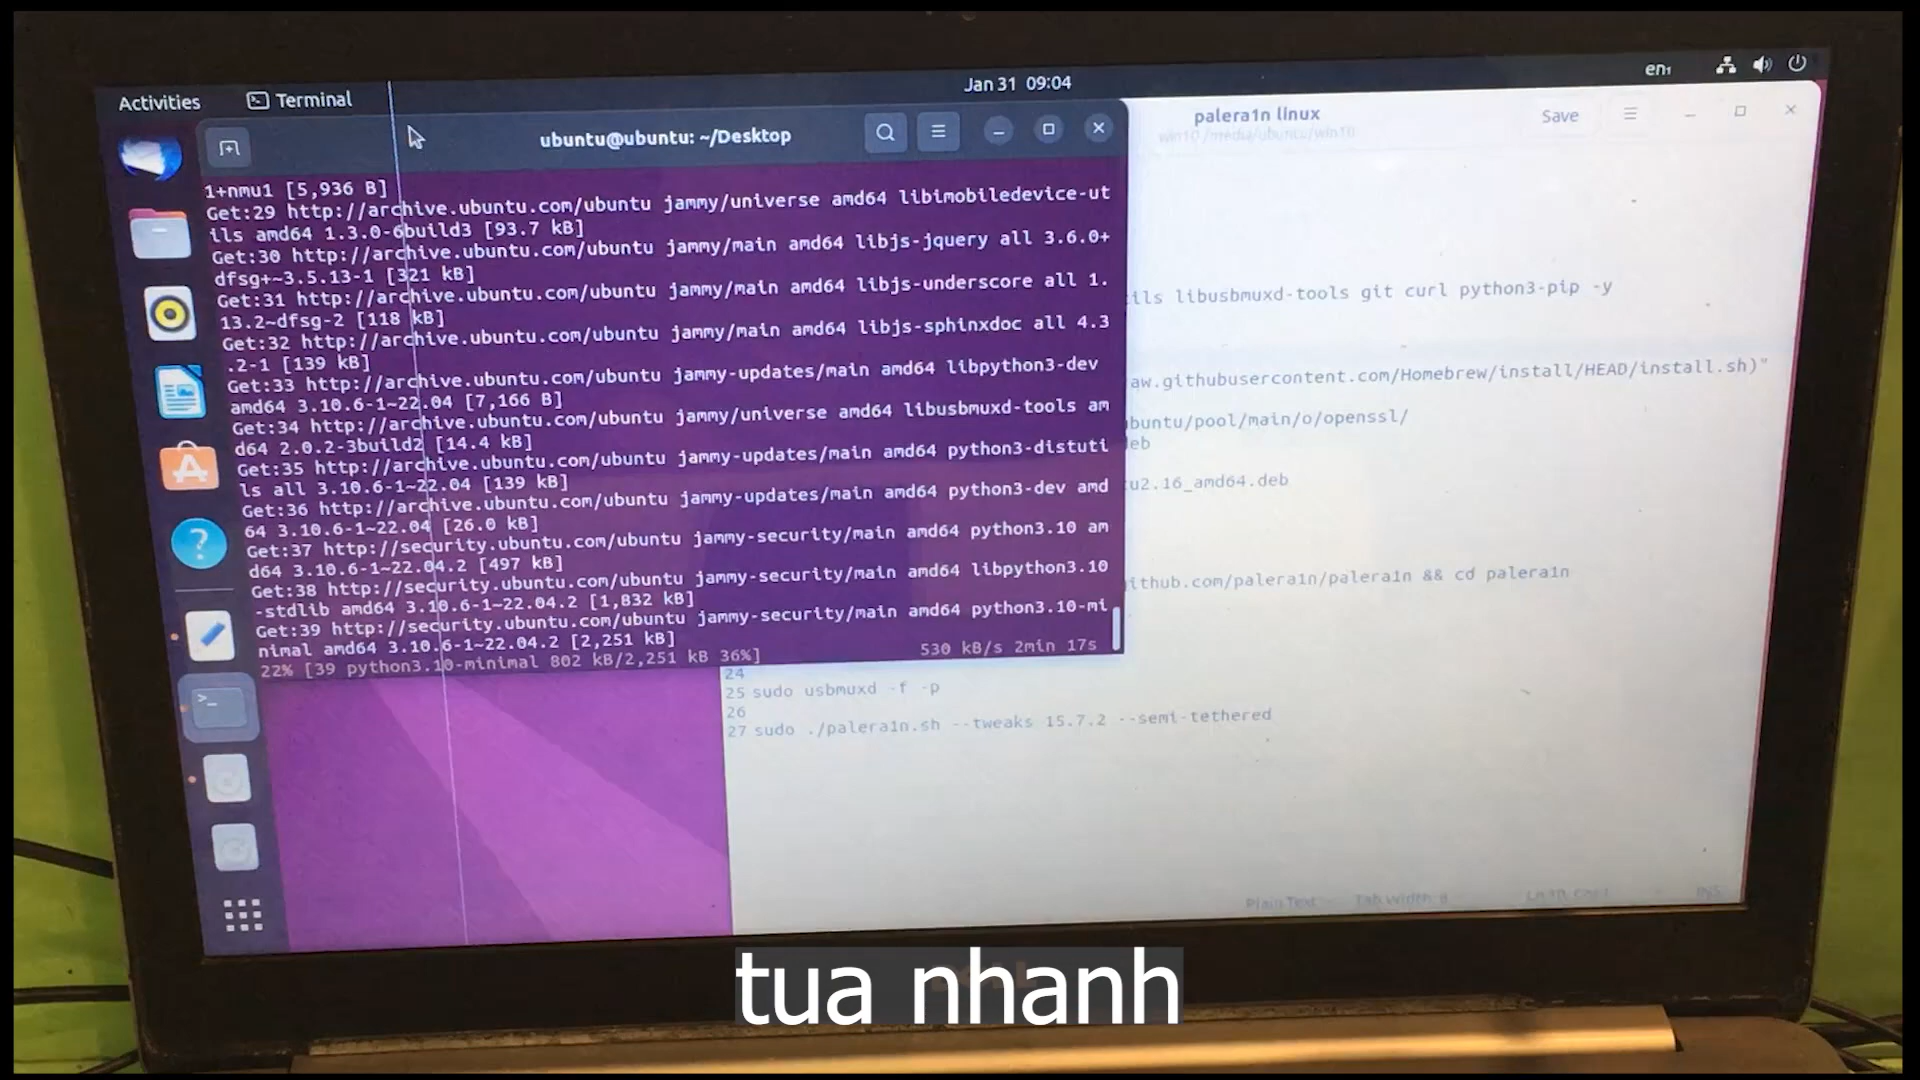 Activities
Terminal
Jan 31 09:04
en₁
ubuntu@ubuntu: ~/Desktop
1+nmu1 [5,936 B]
Get:29 http://archive.ubuntu.com/ubuntu jammy/universe amd64 libimobiledevice-ut
ils amd64 1.3.0-6build3 [93.7 kB]
Get:30 http://archive.ubuntu.com/ubuntu jammy/main amd64 libjs-jquery all 3.6.0+
dfsg+~3.5.13-1 [321 kB]
Get:31 http://archive.ubuntu.com/ubuntu jammy/main amd64 libjs-underscore all 1.
13.2~dfsg-2 [118 kB]
Get:32 http://archive.ubuntu.com/ubuntu jammy/main amd64 libjs-sphinxdoc all 4.3
.2-1 [139 kB]
Get:33 http://archive.ubuntu.com/ubuntu jammy-updates/main amd64 libpython3-dev
amd64 3.10.6-1~22.04 [7,166 B]
Get:34 http://archive.ubuntu.com/ubuntu jammy/universe amd64 libusbmuxd-tools am
d64 2.0.2-3build2 [14.4 kB]
Get:35 http://archive.ubuntu.com/ubuntu jammy-updates/main amd64 python3-distuti
ls all 3.10.6-1~22.04 [139 kB]
Get:36 http://archive.ubuntu.com/ubuntu jammy-updates/main amd64 python3-dev amd
64 3.10.6-1~22.04 [26.0 kB]
Get:37 http://security.ubuntu.com/ubuntu jammy-security/main amd64 python3.10 am
d64 3.10.6-1~22.04.2 [497 kB]
Get:38 http://security.ubuntu.com/ubuntu jammy-security/main amd64 libpython3.10
-stdlib amd64 3.10.6-1~22.04.2 [1,832 kB]
Get:39 http://security.ubuntu.com/ubuntu jammy-security/main amd64 python3.10-mi
nimal amd64 3.10.6-1~22.04.2 [2,251 kB]
22% [39 python3.10-minimal 802 kB/2,251 kB 36%] 530 kB/s 2min 17s
palera1n linux
win10 /media/ubuntu/win10
Save
ils libusbmuxd-tools git curl python3-pip -y
aw.githubusercontent.com/Homebrew/install/HEAD/install.sh)"
buntu/pool/main/o/openssl/
eb
u2.16_amd64.deb
ithub.com/palera1n/palera1n && cd palera1n
24
25 sudo usbmuxd -f -p
26
27 sudo ./palera1n.sh --tweaks 15.7.2 --semi-tethered
Plain Text Tab Width: 8 INS
tua nhanh